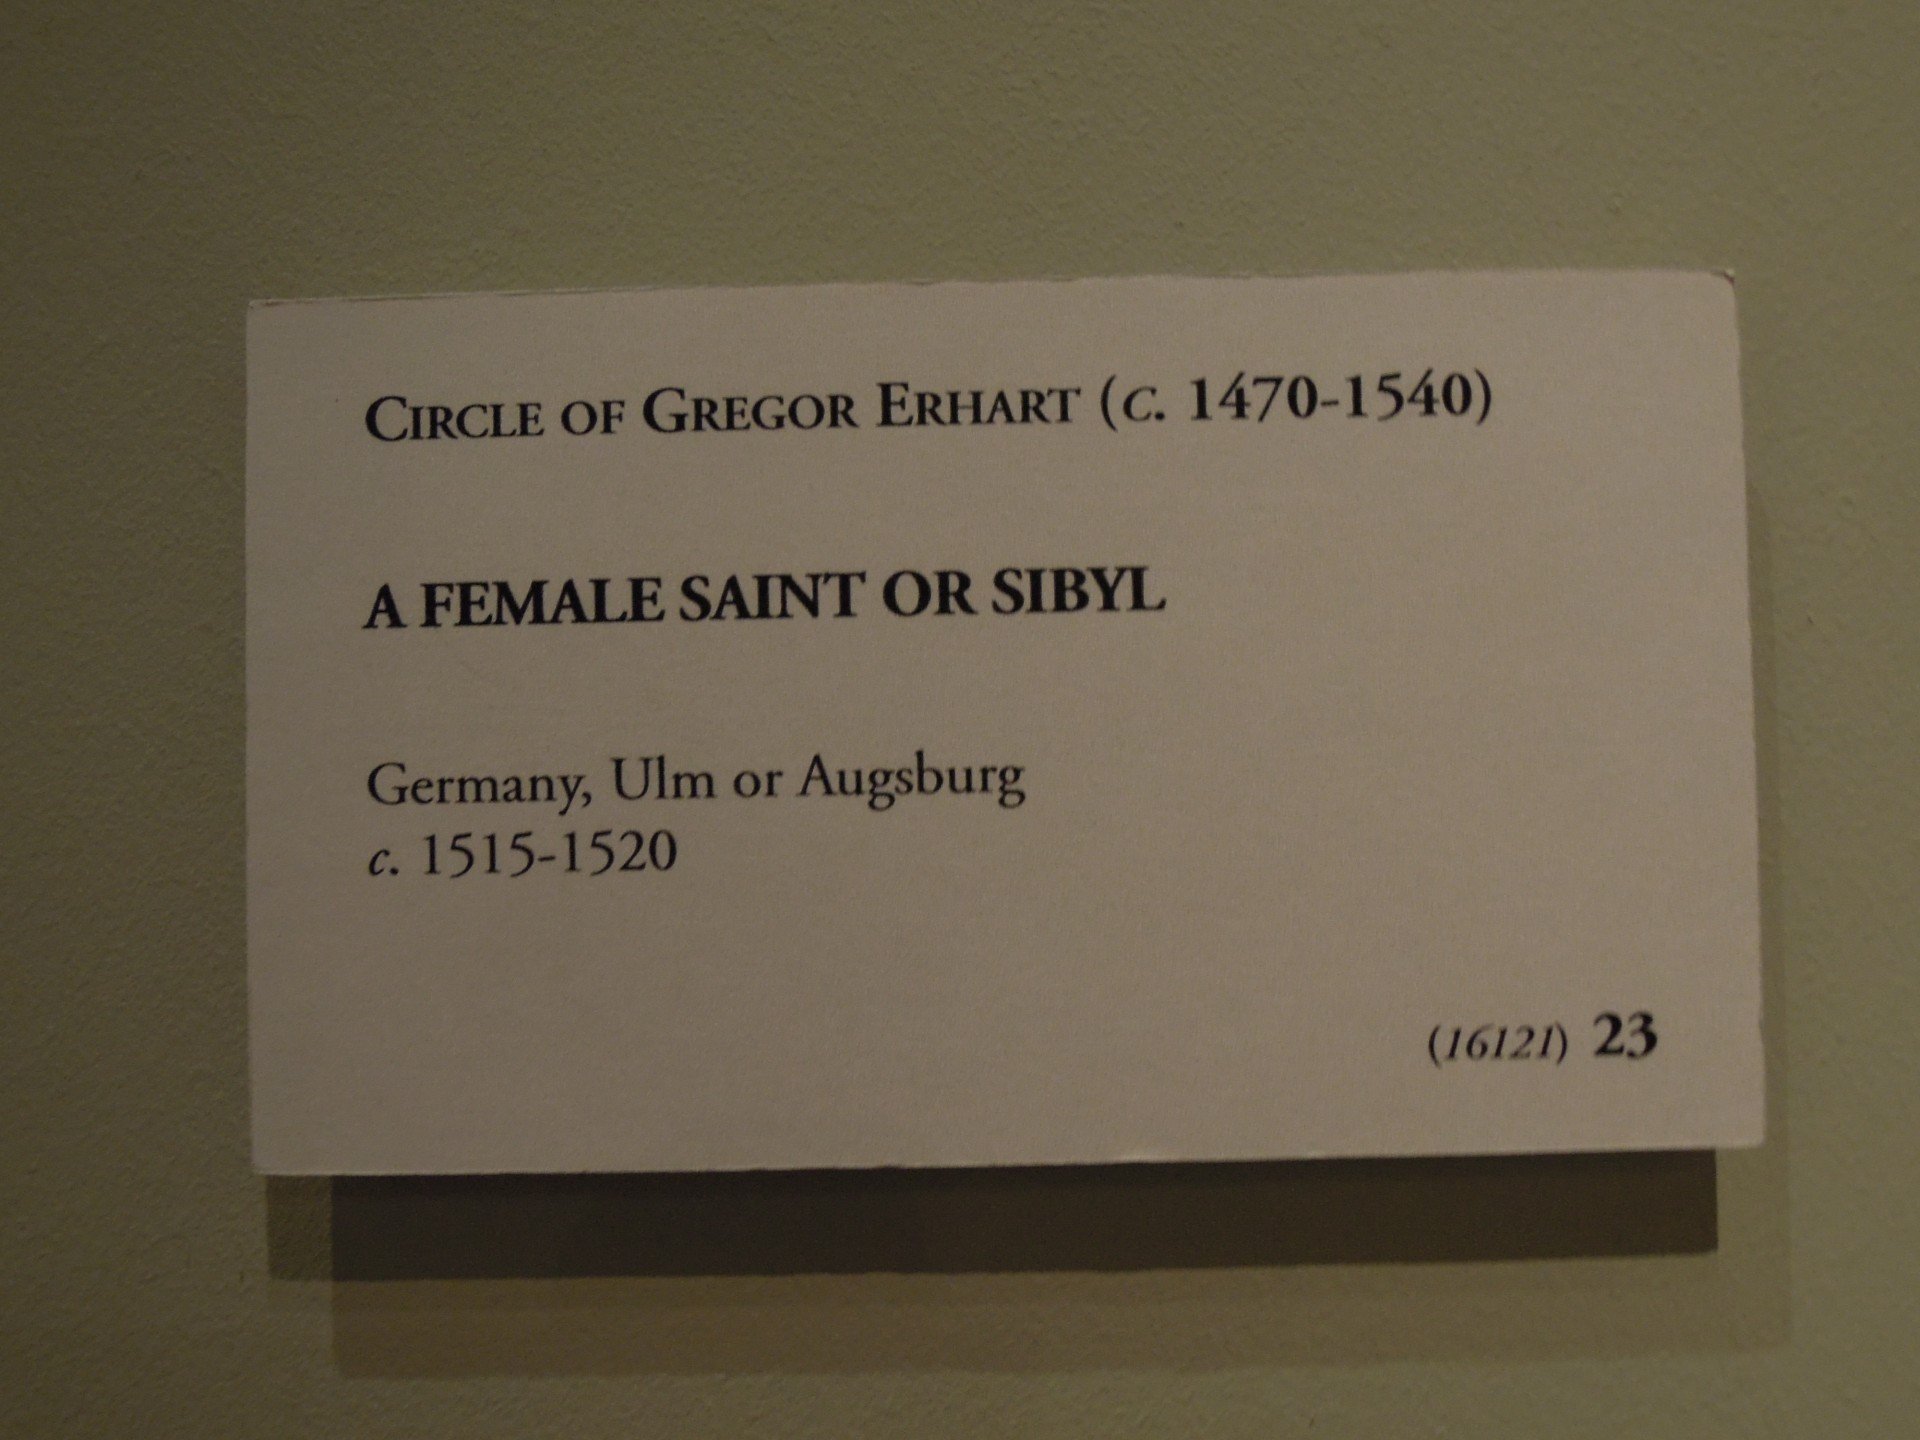 CIRCLE OF GREGOR ERHART (C. 1470-1540)
A FEMALE SAINT OR SIBYL
Germany, Ulm or Augsburg
c. 1515-1520
(16121) 23